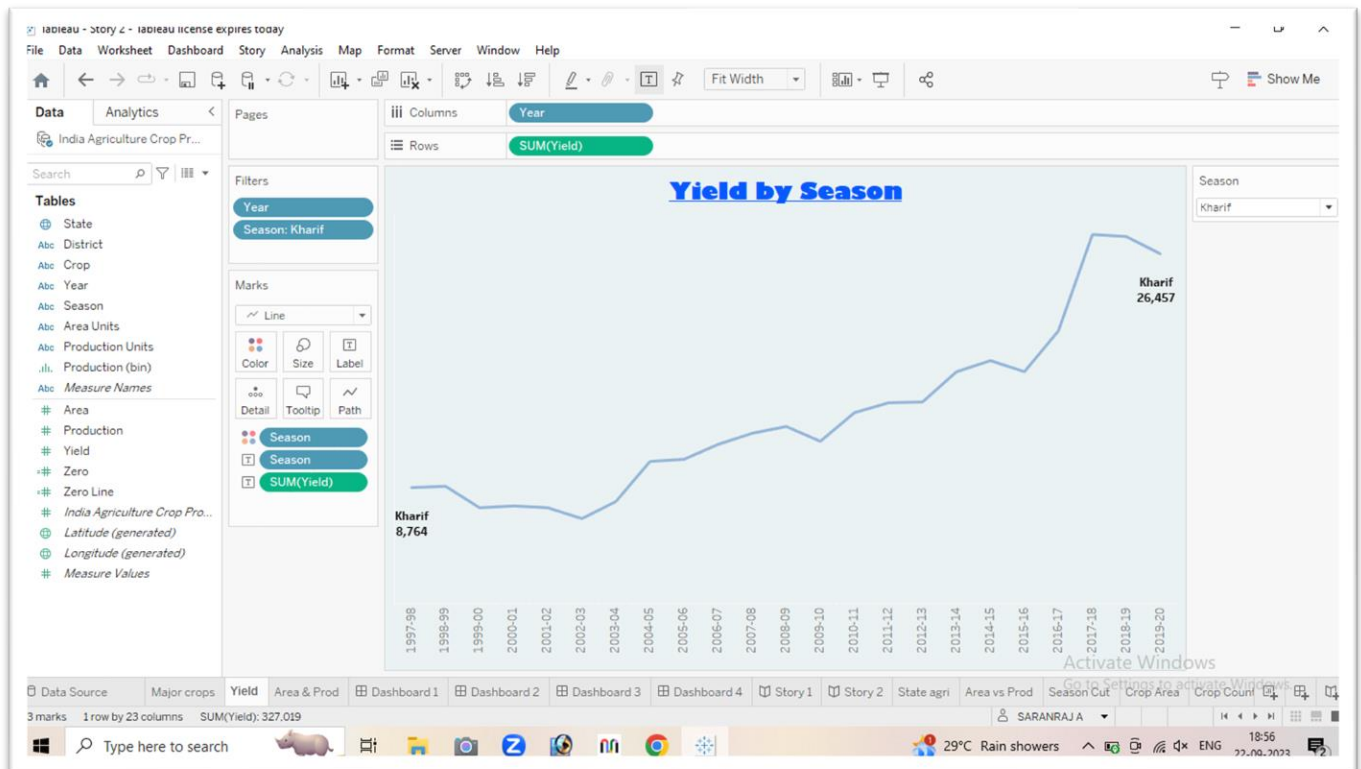 Tableau - Story 2 - Tableau license expires today
File Data Worksheet Dashboard Story Analysis Map Format Server Window Help
Fit Width
Show Me
Data Analytics
India Agriculture Crop Pr...
Search
Tables
State
Abc District
Abc Crop
Abc Year
Abc Season
Abc Area Units
Abc Production Units
Production (bin)
Abc Measure Names
# Area
# Production
# Yield
=# Zero
=# Zero Line
# India Agriculture Crop Pro...
Latitude (generated)
Longitude (generated)
# Measure Values
Pages
Filters
Year
Season: Kharif
Marks
Line
Color Size Label
Detail Tooltip Path
Season
T Season
T SUM(Yield)
iii Columns Year
Rows SUM(Yield)
Yield by Season
Kharif
26,457
Kharif
8,764
1997-98
1998-99
1999-00
2000-01
2001-02
2002-03
2003-04
2004-05
2005-06
2006-07
2007-08
2008-09
2009-10
2010-11
2011-12
2012-13
2013-14
2014-15
2015-16
2016-17
2017-18
2018-19
2019-20
Season
Kharif
Activate Windows
Go to Settings to activate Windows.
Data Source Major crops Yield Area & Prod Dashboard 1 Dashboard 2 Dashboard 3 Dashboard 4 Story 1 Story 2 State agri Area vs Prod Season Cut Crop Area Crop Coun
3 marks 1 row by 23 columns SUM(Yield): 327,019
SARANRAJ A
Type here to search
29°C Rain showers ENG
18:56
22-09-2023